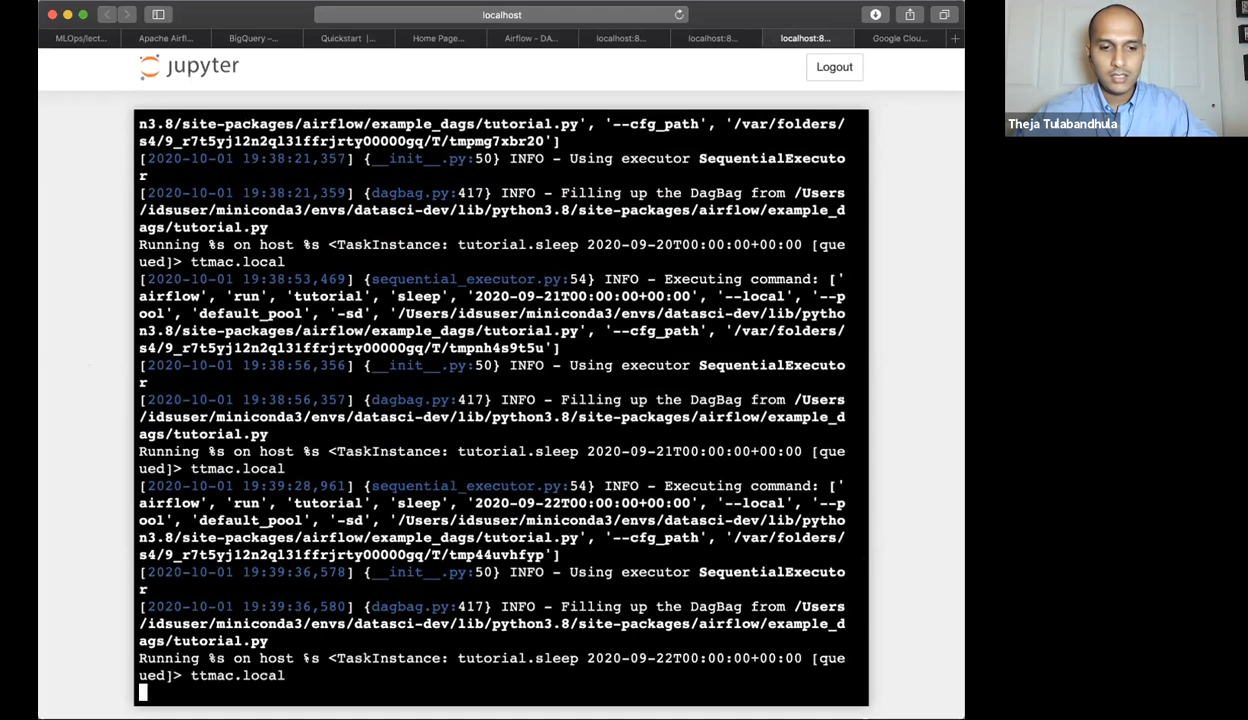 localhost
MLOps/lect...
Apache Airfl...
BigQuery –...
Quickstart |...
Home Page...
Airflow - DA...
localhost:8...
localhost:8...
localhost:8...
Google Clou...
jupyter
Logout
Theja Tulabandhula
n3.8/site-packages/airflow/example_dags/tutorial.py', '--cfg_path', '/var/folders/
s4/9_r7t5yj12n2ql31ffrjrty00000gq/T/tmpmg7xbr20']
[2020-10-01 19:38:21,357] {__init__.py:50} INFO - Using executor SequentialExecuto
r
[2020-10-01 19:38:21,359] {dagbag.py:417} INFO - Filling up the DagBag from /Users
/idsuser/miniconda3/envs/datasci-dev/lib/python3.8/site-packages/airflow/example_d
ags/tutorial.py
Running %s on host %s <TaskInstance: tutorial.sleep 2020-09-20T00:00:00+00:00 [que
ued]> ttmac.local
[2020-10-01 19:38:53,469] {sequential_executor.py:54} INFO - Executing command: ['
airflow', 'run', 'tutorial', 'sleep', '2020-09-21T00:00:00+00:00', '--local', '--p
ool', 'default_pool', '-sd', '/Users/idsuser/miniconda3/envs/datasci-dev/lib/pytho
n3.8/site-packages/airflow/example_dags/tutorial.py', '--cfg_path', '/var/folders/
s4/9_r7t5yj12n2ql31ffrjrty00000gq/T/tmpnh4s9t5u']
[2020-10-01 19:38:56,356] {__init__.py:50} INFO - Using executor SequentialExecuto
r
[2020-10-01 19:38:56,357] {dagbag.py:417} INFO - Filling up the DagBag from /Users
/idsuser/miniconda3/envs/datasci-dev/lib/python3.8/site-packages/airflow/example_d
ags/tutorial.py
Running %s on host %s <TaskInstance: tutorial.sleep 2020-09-21T00:00:00+00:00 [que
ued]> ttmac.local
[2020-10-01 19:39:28,961] {sequential_executor.py:54} INFO - Executing command: ['
airflow', 'run', 'tutorial', 'sleep', '2020-09-22T00:00:00+00:00', '--local', '--p
ool', 'default_pool', '-sd', '/Users/idsuser/miniconda3/envs/datasci-dev/lib/pytho
n3.8/site-packages/airflow/example_dags/tutorial.py', '--cfg_path', '/var/folders/
s4/9_r7t5yj12n2ql31ffrjrty00000gq/T/tmp44uvhfyp']
[2020-10-01 19:39:36,578] {__init__.py:50} INFO - Using executor SequentialExecuto
r
[2020-10-01 19:39:36,580] {dagbag.py:417} INFO - Filling up the DagBag from /Users
/idsuser/miniconda3/envs/datasci-dev/lib/python3.8/site-packages/airflow/example_d
ags/tutorial.py
Running %s on host %s <TaskInstance: tutorial.sleep 2020-09-22T00:00:00+00:00 [que
ued]> ttmac.local